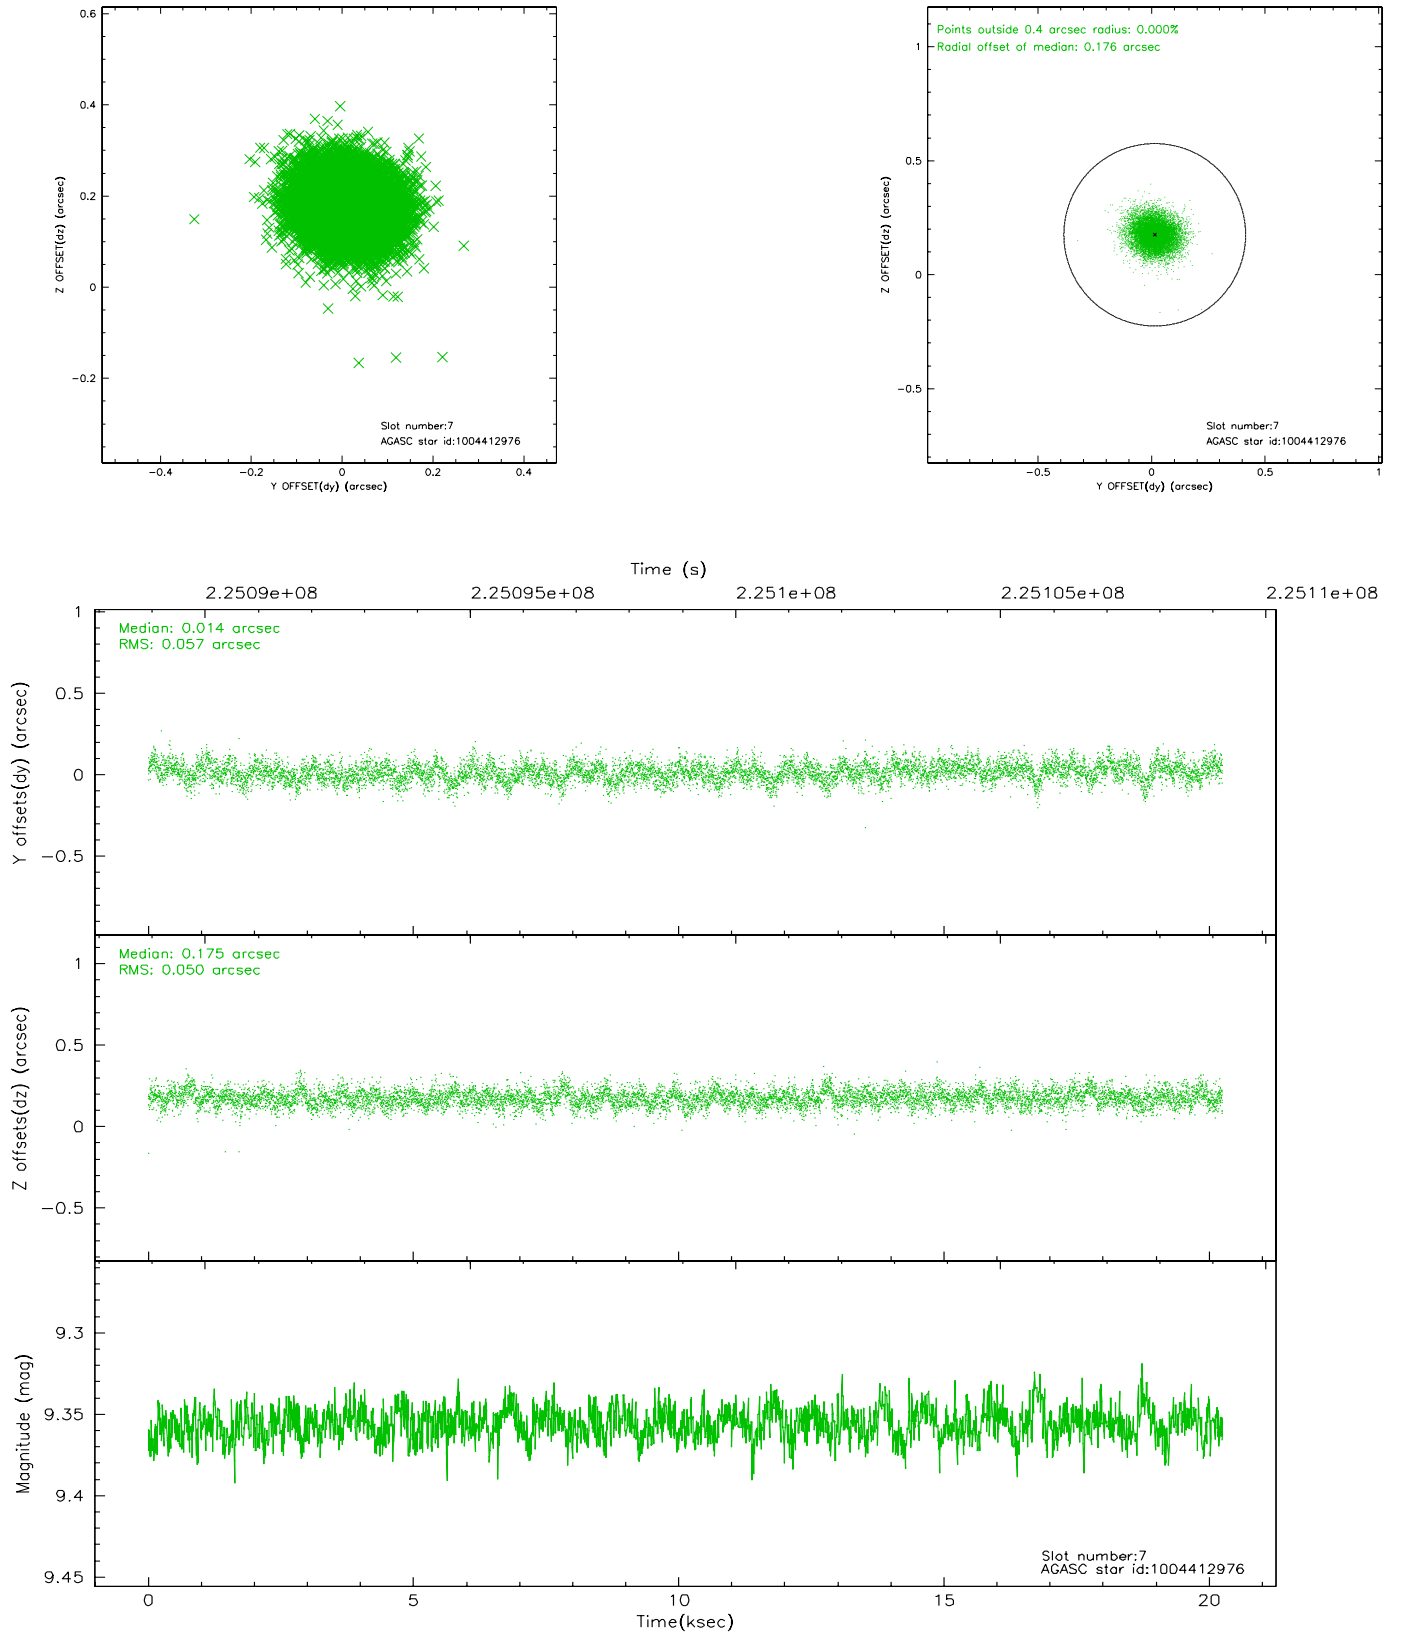 0.6
0.4
0.2
0
−0.2
Z OFFSET(dz) (arcsec)
Slot number:7
AGASC star id:1004412976
−0.4 −0.2 0 0.2 0.4
Y OFFSET(dy) (arcsec)
Points outside 0.4 arcsec radius: 0.000%
Radial offset of median: 0.176 arcsec
1
0.5
0
−0.5
Z OFFSET(dz) (arcsec)
Slot number:7
AGASC star id:1004412976
−0.5 0 0.5 1
Y OFFSET(dy) (arcsec)
Time (s)
2.2509e+08 2.25095e+08 2.251e+08 2.25105e+08 2.2511e+08
Median: 0.014 arcsec
RMS: 0.057 arcsec
1
0.5
0
−0.5
Y offsets(dy) (arcsec)
Median: 0.175 arcsec
RMS: 0.050 arcsec
1
0.5
0
−0.5
Z offsets(dz) (arcsec)
9.3
9.35
9.4
9.45
Magnitude (mag)
Slot number:7
AGASC star id:1004412976
0 5 10 15 20
Time(ksec)